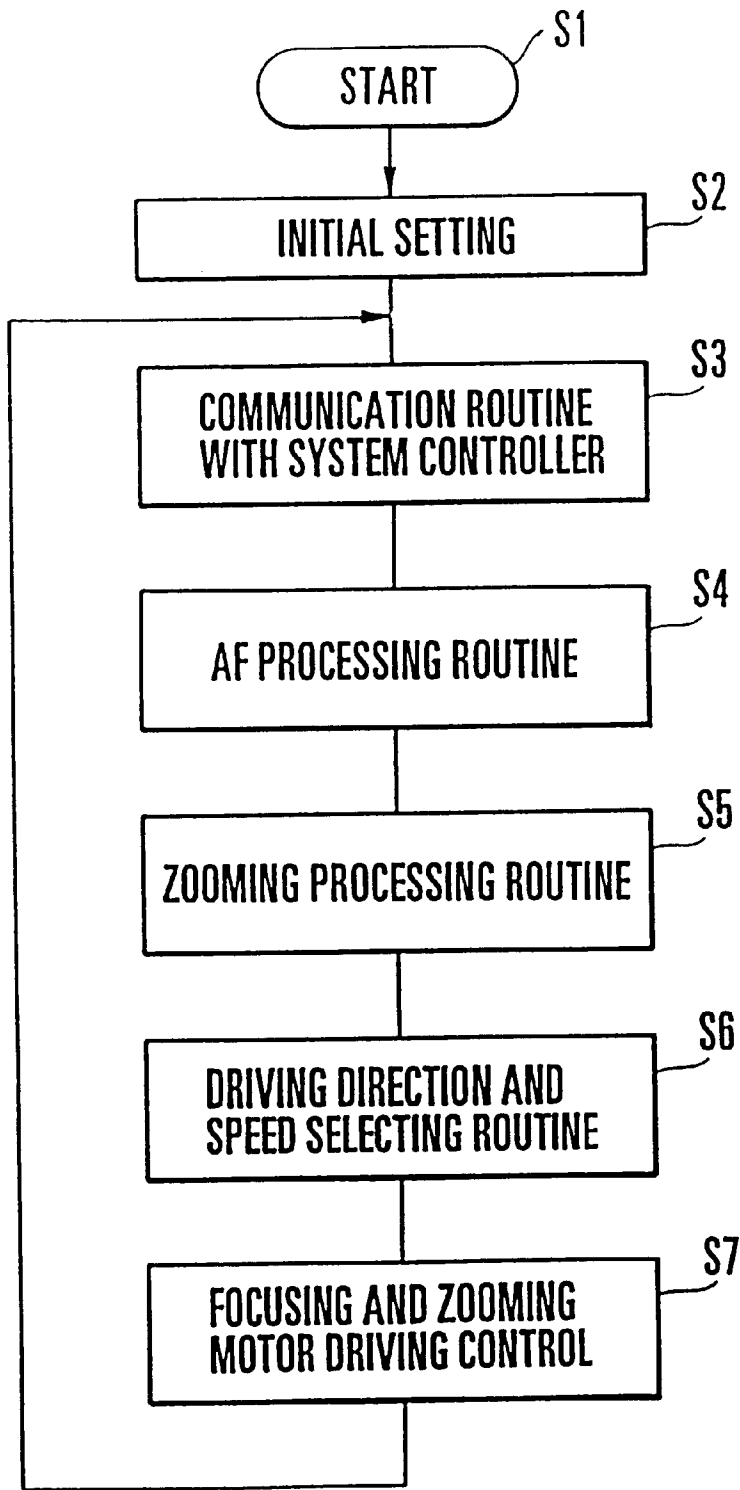 S1
START
S2
INITIAL SETTING
S3
COMMUNICATION ROUTINE
WITH SYSTEM CONTROLLER
S4
AF PROCESSING ROUTINE
S5
ZOOMING PROCESSING ROUTINE
S6
DRIVING DIRECTION AND
SPEED SELECTING ROUTINE
S7
FOCUSING AND ZOOMING
MOTOR DRIVING CONTROL